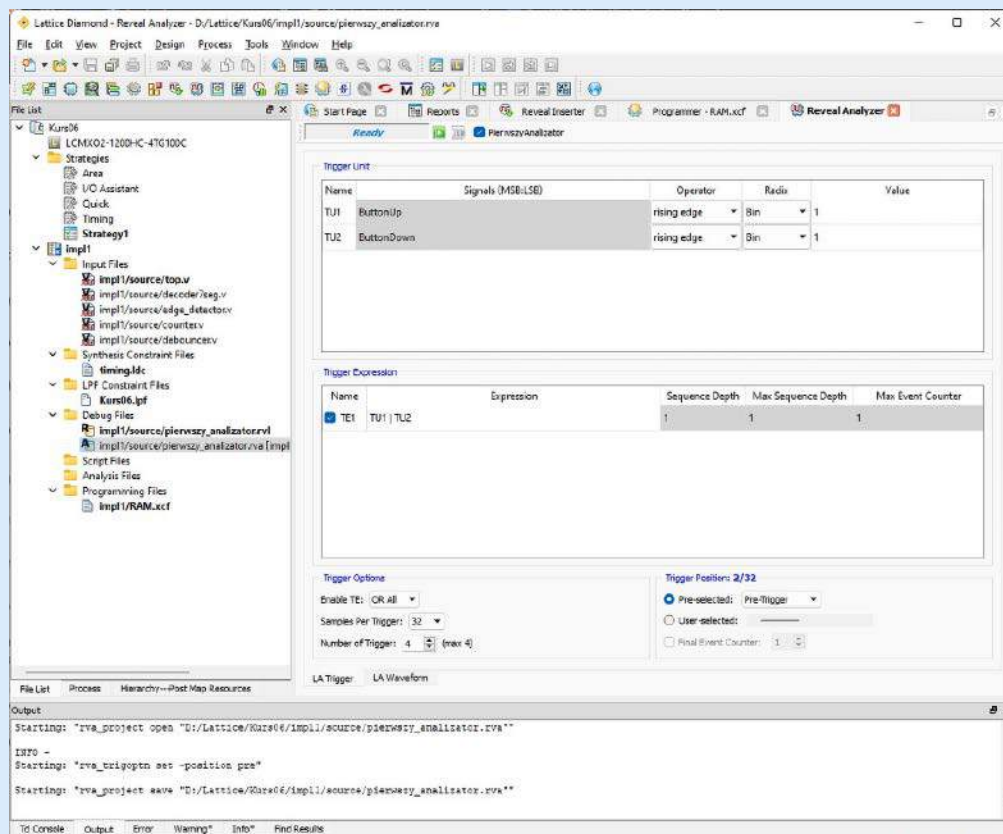 Lattice Diamond - Reveal Analyzer - D:/Lattice/Kurs06/impl1/source/pierwszy_analizator.rva
File Edit View Project Design Process Tools Window Help
File List
Kurs06
LCMXO2-1200HC-4TG100C
Strategies
Area
I/O Assistant
Quick
Timing
Strategy1
impl1
Input Files
impl1/source/top.v
impl1/source/decoder7seg.v
impl1/source/edge_detector.v
impl1/source/counter.v
impl1/source/debouncer.v
Synthesis Constraint Files
timing.ldc
LPF Constraint Files
Kurs06.lpf
Debug Files
impl1/source/pierwszy_analizator.rvl
impl1/source/pierwszy_analizator.rva [impl
Script Files
Analysis Files
Programming Files
impl1/RAM.xcf
File List Process Hierarchy--Post Map Resources
Start Page Reports Reveal Inserter Programmer - RAM.xcf Reveal Analyzer
Ready PierwszyAnalizator
Trigger Unit
Name Signals (MSB:LSB) Operator Radix Value
TU1 ButtonUp rising edge Bin 1
TU2 ButtonDown rising edge Bin 1
Trigger Expression
Name Expression Sequence Depth Max Sequence Depth Max Event Counter
TE1 TU1 | TU2 1 1 1
Trigger Options
Enable TE: OR All
Samples Per Trigger: 32
Number of Trigger: 4 (max 4)
Trigger Position: 2/32
Pre-selected: Pre-Trigger
User-selected:
Final Event Counter: 1
LA Trigger LA Waveform
Output
Starting: "rva_project open "D:/Lattice/Kurs06/impl1/source/pierwszy_analizator.rva""
INFO -
Starting: "rva_trigoptn set -position pre"
Starting: "rva_project save "D:/Lattice/Kurs06/impl1/source/pierwszy_analizator.rva""
Tcl Console Output Error Warning* Info* Find Results